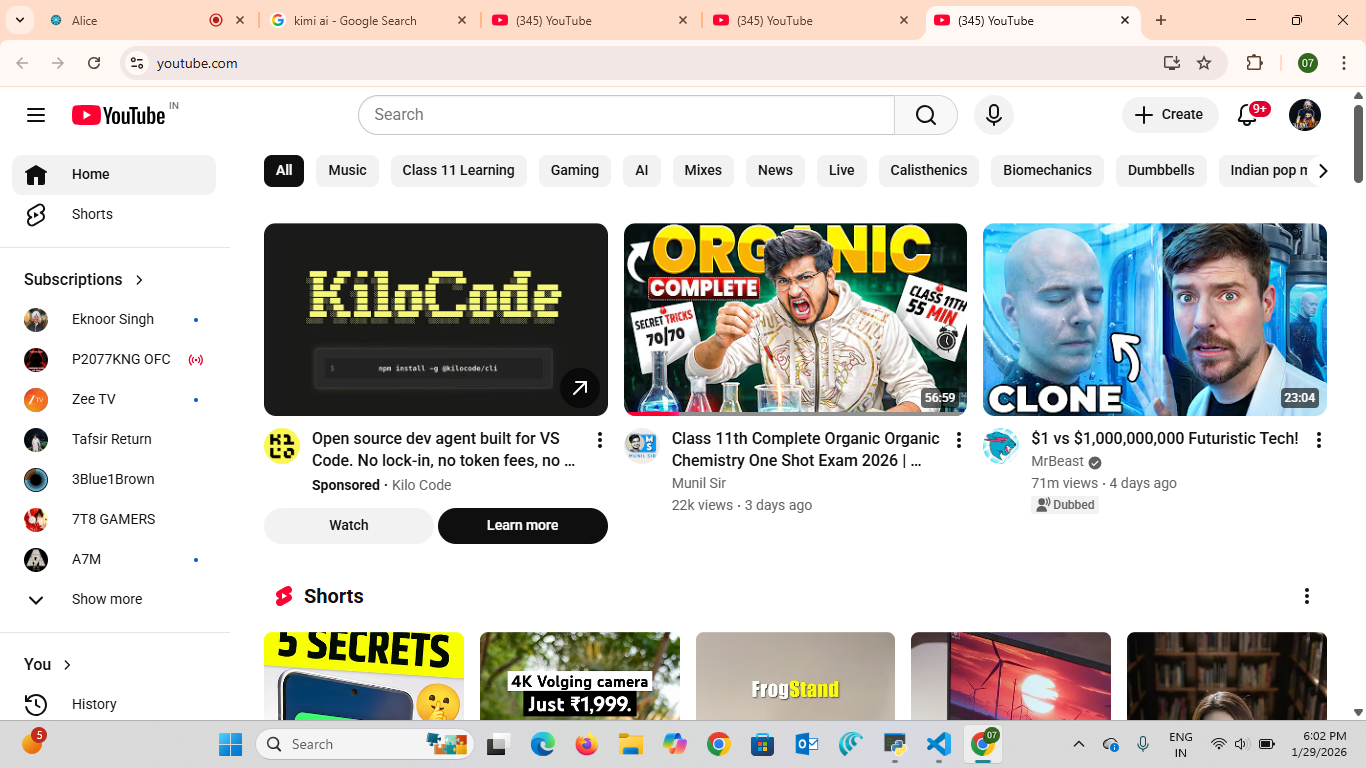 Alice
kimi ai - Google Search
(345) YouTube
(345) YouTube
(345) YouTube
youtube.com
07
YouTube IN
Search
Create
9+
Home
Shorts
Subscriptions
Eknoor Singh
P2077KNG OFC
Zee TV
Tafsir Return
3Blue1Brown
7T8 GAMERS
A7M
Show more
You
History
All
Music
Class 11 Learning
Gaming
AI
Mixes
News
Live
Calisthenics
Biomechanics
Dumbbells
Indian pop m
KiloCode
$ npm install -g @kilocode/cli
Open source dev agent built for VS
Code. No lock-in, no token fees, no ...
Sponsored · Kilo Code
Watch
Learn more
ORGANIC
COMPLETE
SECRET
TRICKS
70/70
CLASS 11TH
55 MIN
56:59
Class 11th Complete Organic Organic
Chemistry One Shot Exam 2026 | ...
Munil Sir
22k views · 3 days ago
CLONE
23:04
$1 vs $1,000,000,000 Futuristic Tech!
MrBeast
71m views · 4 days ago
Dubbed
Shorts
5 SECRETS
4K Volging camera
Just ₹1,999.
FrogStand
5
Search
07
ENG
IN
6:02 PM
1/29/2026